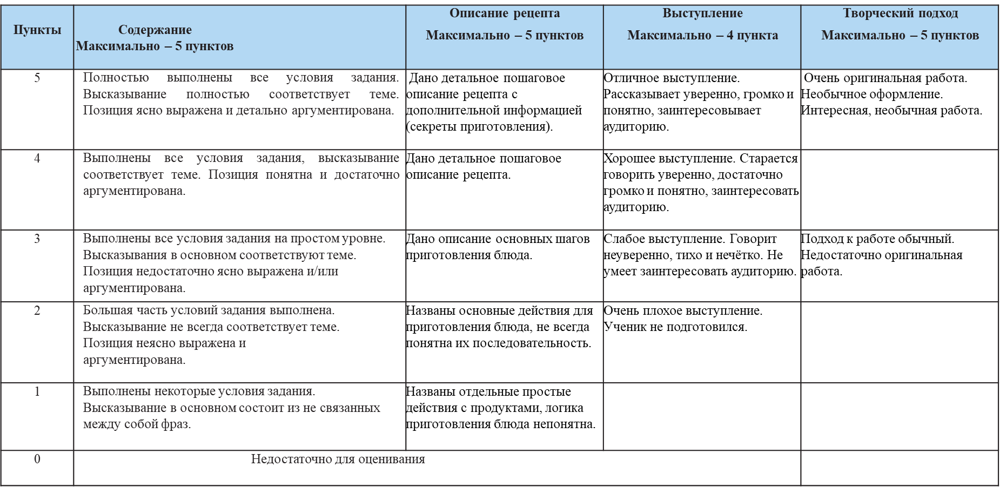 Пункты
Содержание
Максимально – 5 пунктов
Описание рецепта
Максимально – 5 пунктов
Выступление
Максимально – 4 пункта
Творческий подход
Максимально – 5 пунктов
5
Полностью выполнены все условия задания.
Высказывание полностью соответствует теме.
Позиция ясно выражена и детально аргументирована.
Дано детальное пошаговое
описание рецепта с
дополнительной информацией
(секреты приготовления).
Отличное выступление.
Рассказывает уверенно, громко и
понятно, заинтересовывает
аудиторию.
Очень оригинальная работа.
Необычное оформление.
Интересная, необычная работа.
4
Выполнены все условия задания, высказывание
соответствует теме. Позиция понятна и достаточно
аргументирована.
Дано детальное пошаговое
описание рецепта.
Хорошее выступление. Старается
говорить уверенно, достаточно
громко и понятно, заинтересовать
аудиторию.
3
Выполнены все условия задания на простом уровне.
Высказывания в основном соответствуют теме.
Позиция недостаточно ясно выражена и/или
аргументирована.
Дано описание основных шагов
приготовления блюда.
Слабое выступление. Говорит
неуверенно, тихо и нечётко. Не
умеет заинтересовать аудиторию.
Подход к работе обычный.
Недостаточно оригинальная
работа.
2
Большая часть условий задания выполнена.
Высказывание не всегда соответствует теме.
Позиция неясно выражена и
аргументирована.
Названы основные действия для
приготовления блюда, не всегда
понятна их последовательность.
Очень плохое выступление.
Ученик не подготовился.
1
Выполнены некоторые условия задания.
Высказывание в основном состоит из не связанных
между собой фраз.
Названы отдельные простые
действия с продуктами, логика
приготовления блюда непонятна.
0
Недостаточно для оценивания